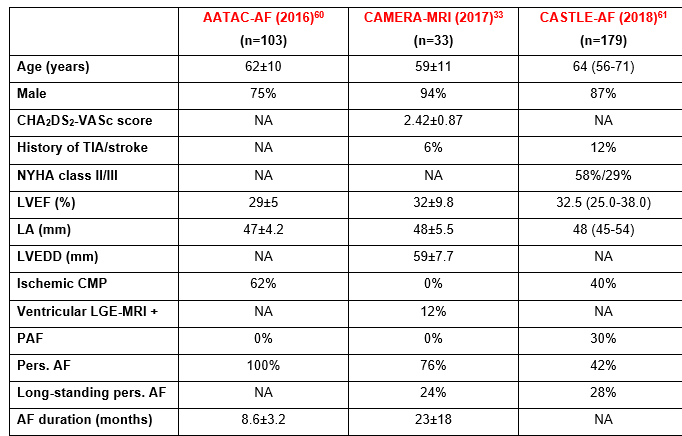 AATAC-AF (2016)60 CAMERA-MRI (2017)33 CASTLE-AF (2018)61
(n=103) (n=33) (n=179)
Age (years) 62±10 59±11 64 (56-71)
Male 75% 94% 87%
CHA2DS2-VASc score NA 2.42±0.87 NA
History of TIA/stroke NA 6% 12%
NYHA class II/III NA NA 58%/29%
LVEF (%) 29±5 32±9.8 32.5 (25.0-38.0)
LA (mm) 47±4.2 48±5.5 48 (45-54)
LVEDD (mm) NA 59±7.7 NA
Ischemic CMP 62% 0% 40%
Ventricular LGE-MRI + NA 12% NA
PAF 0% 0% 30%
Pers. AF 100% 76% 42%
Long-standing pers. AF NA 24% 28%
AF duration (months) 8.6±3.2 23±18 NA